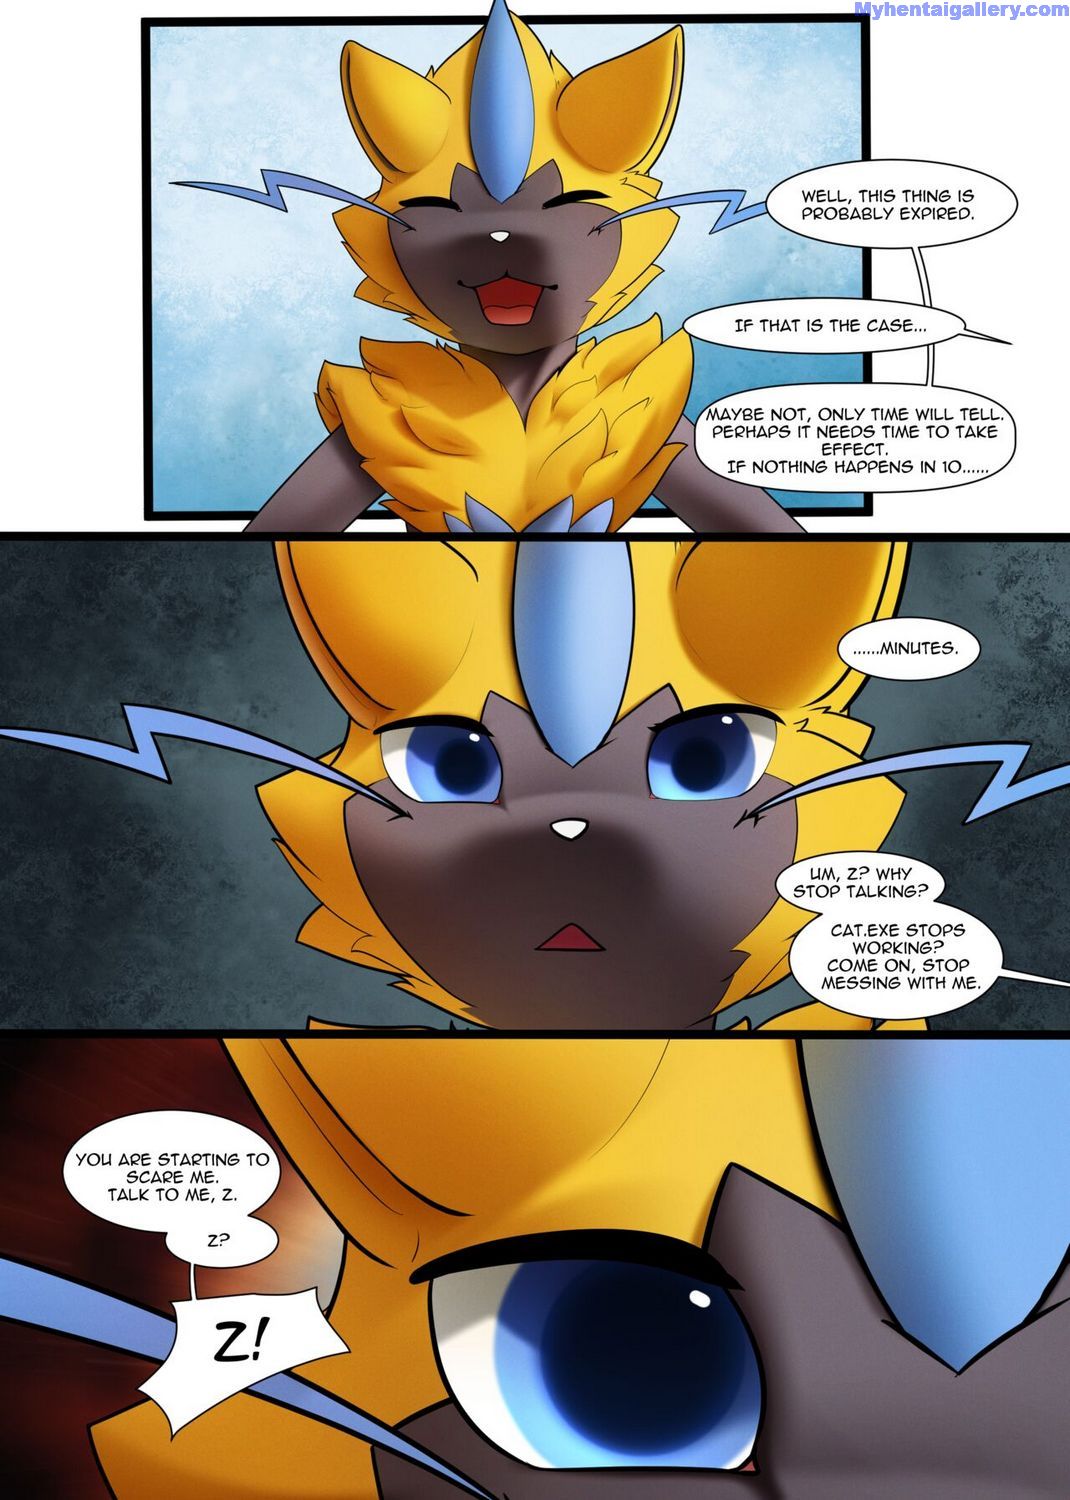 Myhentaigallery.com
WELL, THIS THING IS
PROBABLY EXPIRED.
IF THAT IS THE CASE...
MAYBE NOT, ONLY TIME WILL TELL.
PERHAPS IT NEEDS TIME TO TAKE
EFFECT.
IF NOTHING HAPPENS IN 10......
......MINUTES.
UM, Z? WHY
STOP TALKING?
CAT.EXE STOPS
WORKING?
COME ON, STOP
MESSING WITH ME.
YOU ARE STARTING TO
SCARE ME.
TALK TO ME, Z.
Z?
Z!